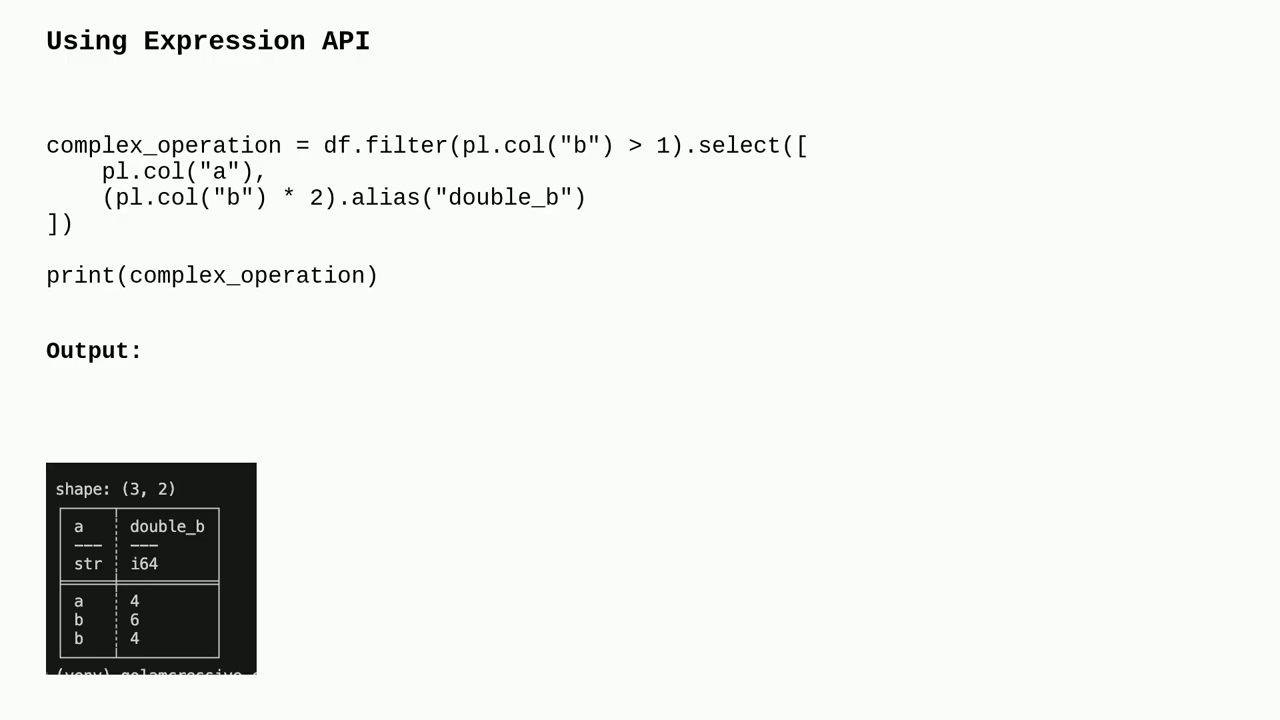 Using Expression API
complex_operation = df.filter(pl.col("b") > 1).select([
    pl.col("a"),
    (pl.col("b") * 2).alias("double_b")
])
print(complex_operation)
Output:
shape: (3, 2)
a double_b
--- ---
str i64
a 4
b 6
b 4